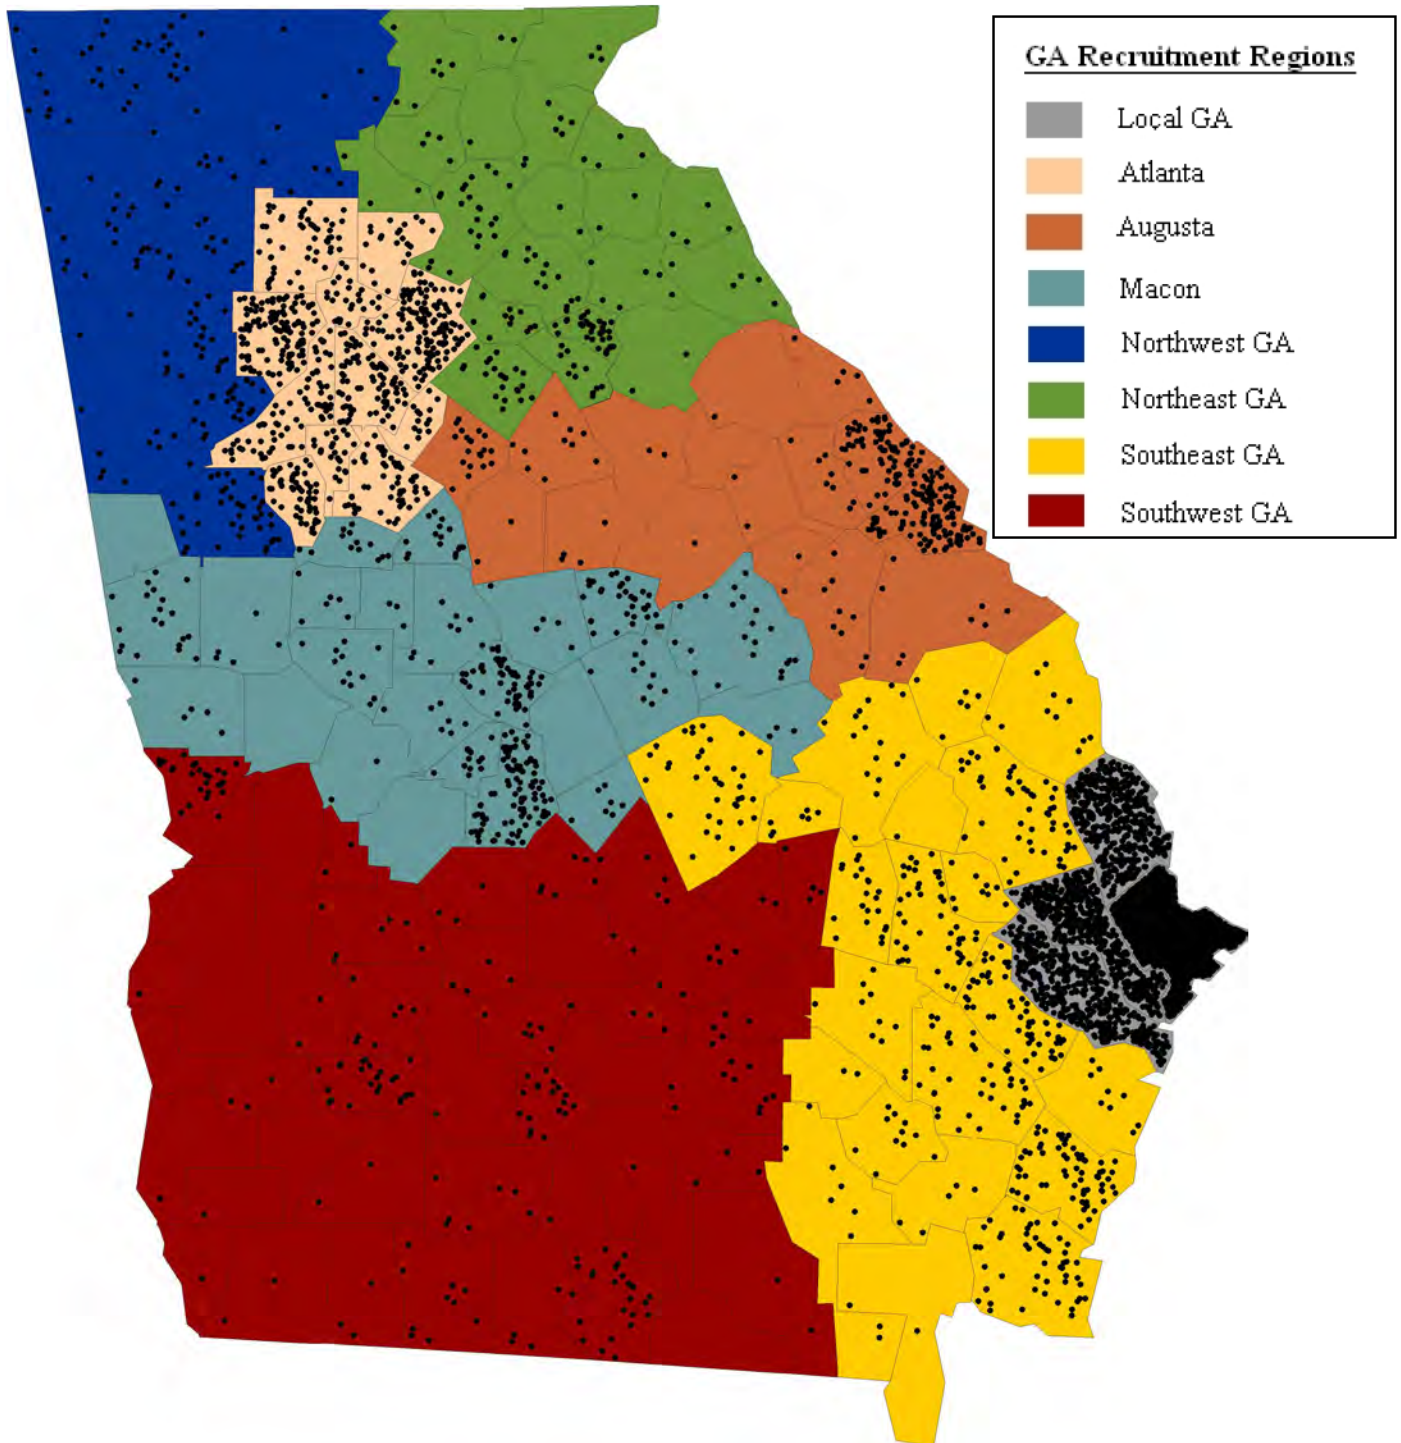 GA Recruitment Regions
Local GA
Atlanta
Augusta
Macon
Northwest GA
Northeast GA
Southeast GA
Southwest GA